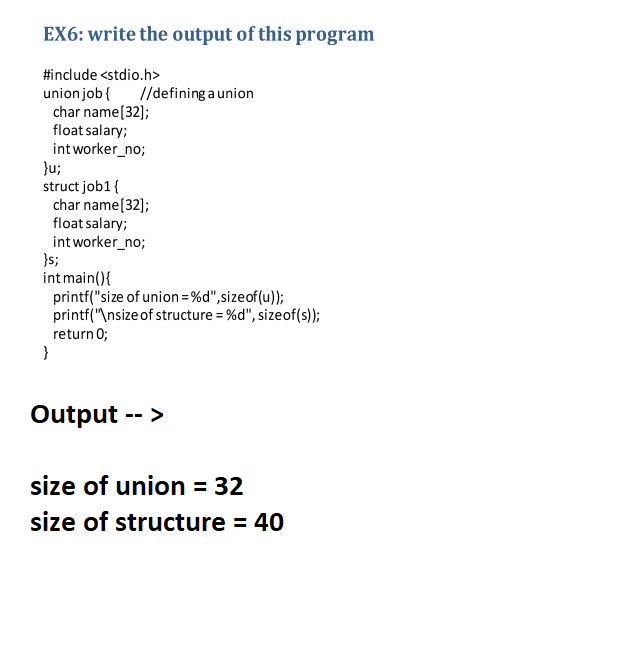 EX6: write the output of this program
#include <stdio.h>
union job {      //defining a union
  char name[32];
  float salary;
  int worker_no;
}u;
struct job1 {
  char name[32];
  float salary;
  int worker_no;
}s;
int main(){
  printf("size of union = %d",sizeof(u));
  printf("\nsize of structure = %d", sizeof(s));
  return 0;
}
Output -- >
size of union = 32
size of structure = 40